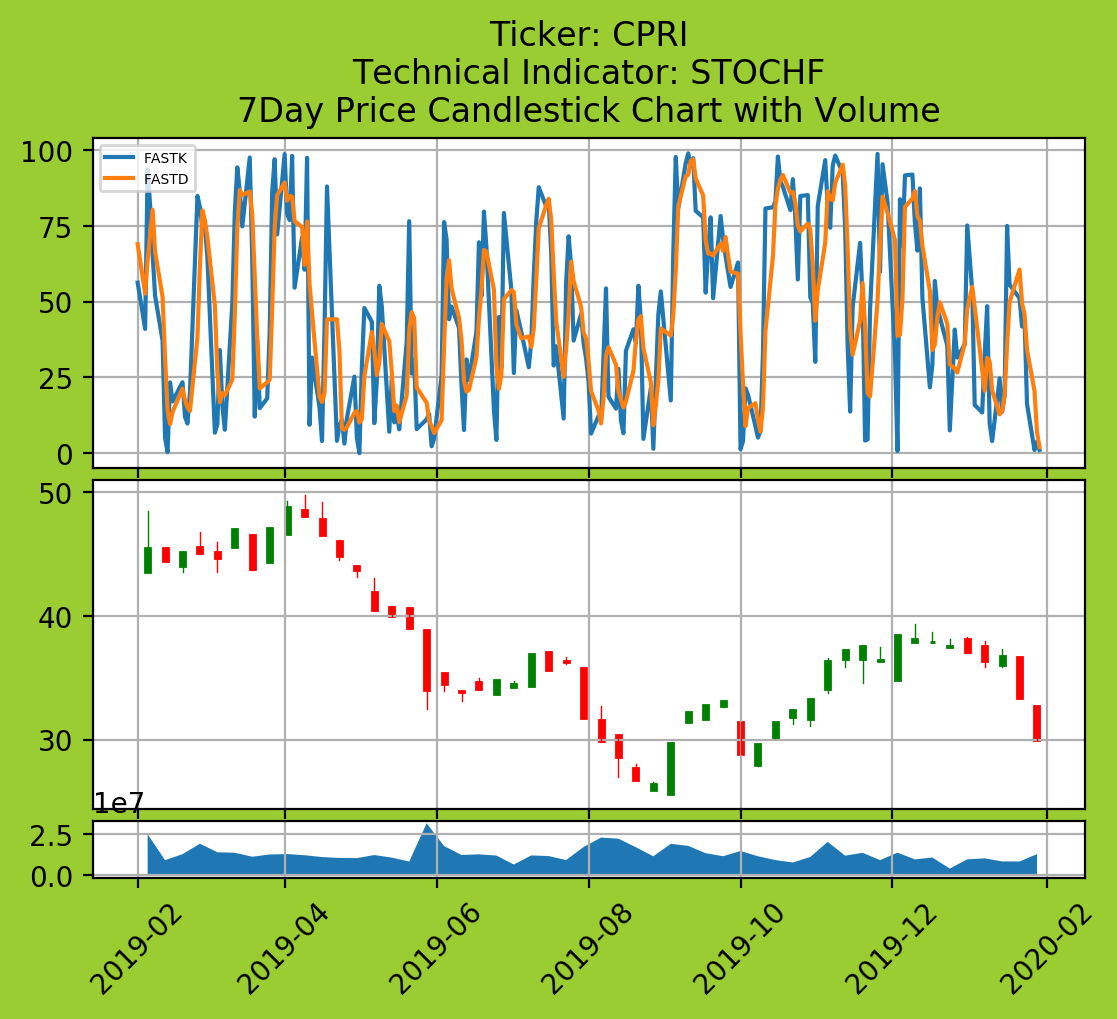 Ticker: CPRI
Technical Indicator: STOCHF
7Day Price Candlestick Chart with Volume
100
75
50
25
0
FASTK
FASTD
50
40
30
1e7
2.5
0.0
2019-02
2019-04
2019-06
2019-08
2019-10
2019-12
2020-02